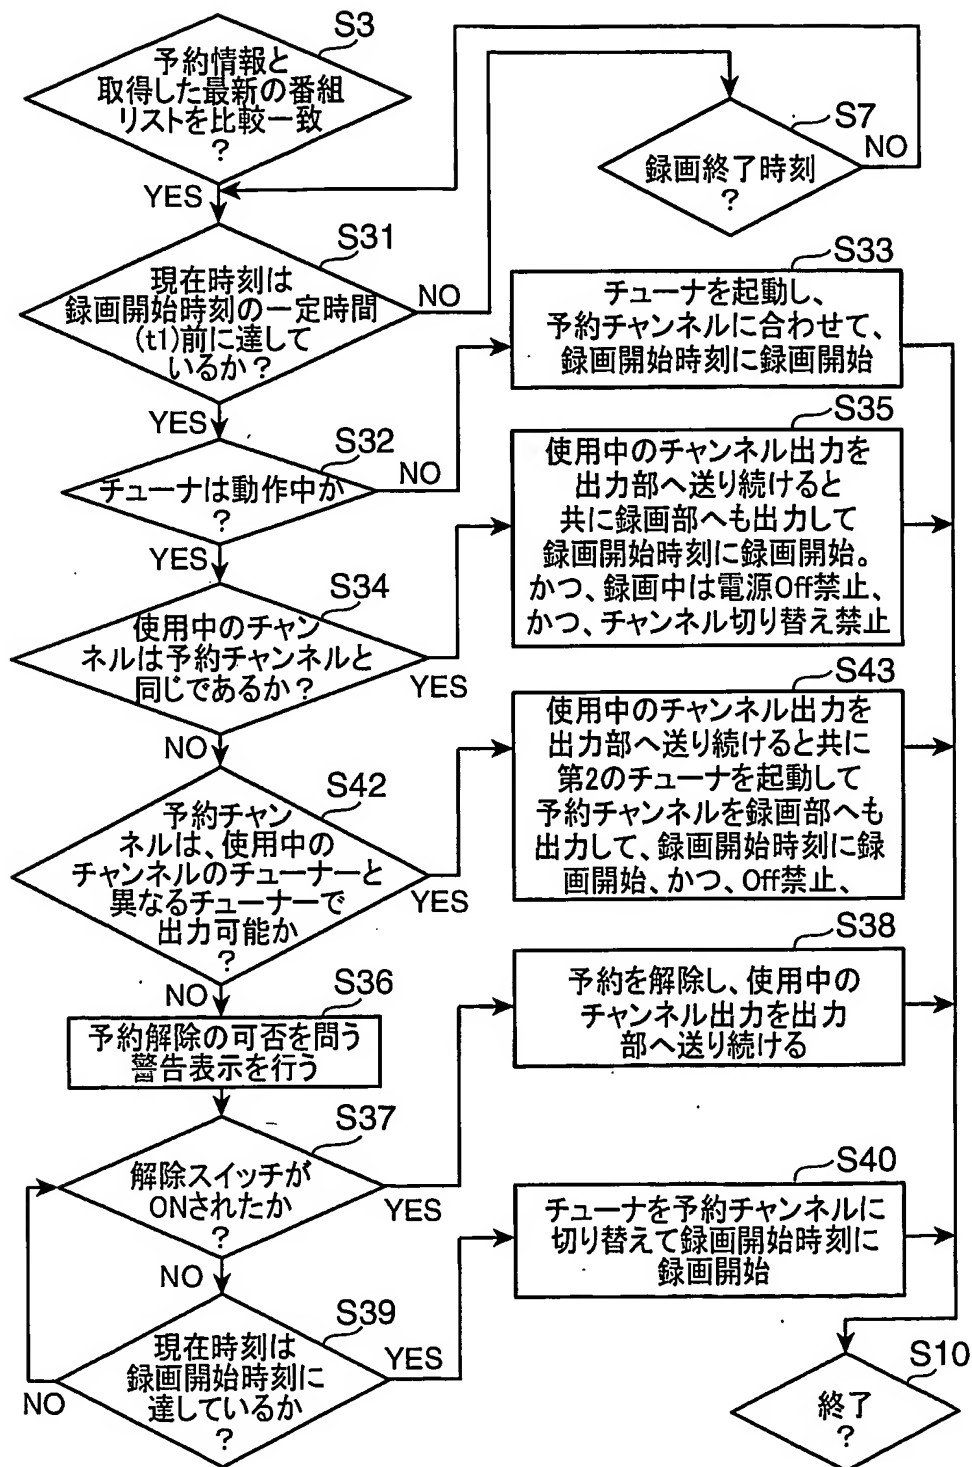 S3
予約情報と
取得した最新の番組
リストを比較一致
?
YES
S7
録画終了時刻
?
NO
S31
現在時刻は
録画開始時刻の一定時間
(t1)前に達して
いるか?
NO
YES
S33
チューナを起動し、
予約チャンネルに合わせて、
録画開始時刻に録画開始
S32
チューナは動作中か
?
NO
YES
S35
使用中のチャンネル出力を
出力部へ送り続けると
共に録画部へも出力して
録画開始時刻に録画開始。
かつ、録画中は電源Off禁止、
かつ、チャンネル切り替え禁止
S34
使用中のチャン
ネルは予約チャンネルと
同じであるか?
YES
NO
S43
使用中のチャンネル出力を
出力部へ送り続けると共に
第2のチューナを起動して
予約チャンネルを録画部へも
出力して、録画開始時刻に録
画開始、かつ、Off禁止、
S42
予約チャン
ネルは、使用中の
チャンネルのチューナーと
異なるチューナーで
出力可能か
?
YES
NO
S36
予約解除の可否を問う
警告表示を行う
S38
予約を解除し、使用中の
チャンネル出力を出力
部へ送り続ける
S37
解除スイッチが
ONされたか
?
YES
NO
S40
チューナを予約チャンネルに
切り替えて録画開始時刻に
録画開始
S39
現在時刻は
録画開始時刻に
達しているか
?
YES
NO
S10
終了
?